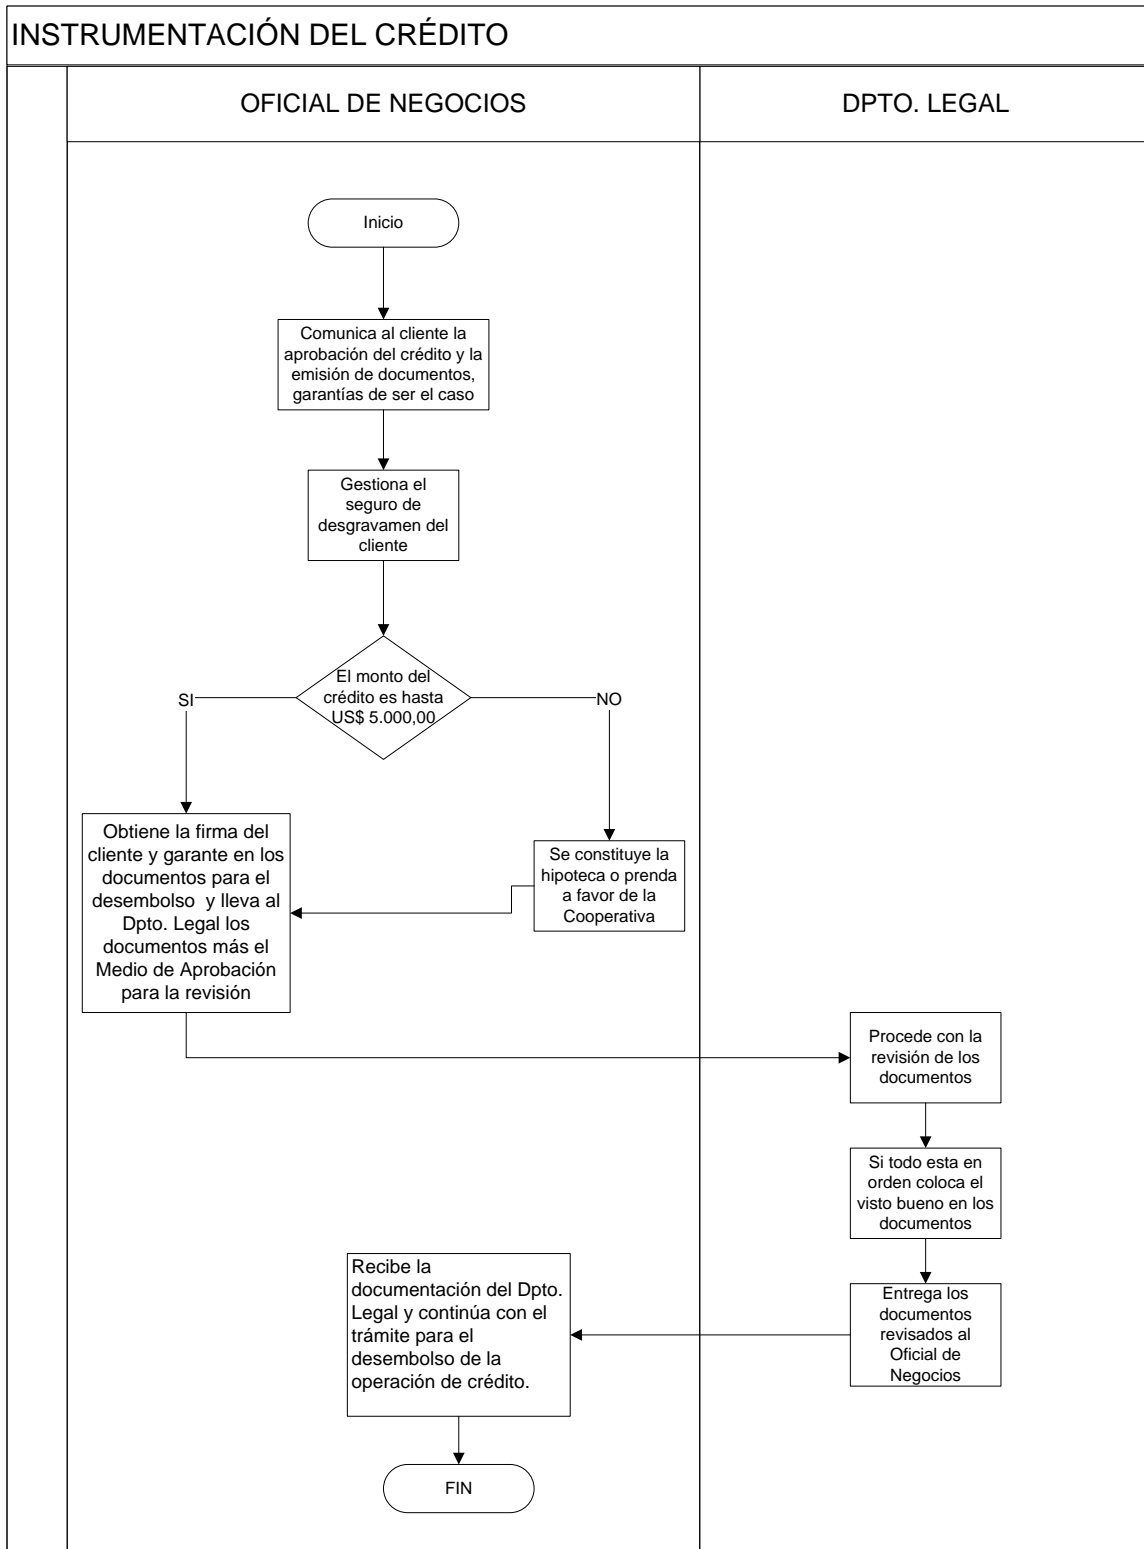 INSTRUMENTACIÓN DEL CRÉDITO
OFICIAL DE NEGOCIOS
DPTO. LEGAL
Inicio
Comunica al cliente la
aprobación del crédito y la
emisión de documentos,
garantías de ser el caso
Gestiona el
seguro de
desgravamen del
cliente
El monto del
crédito es hasta
US$ 5.000,00
SI
NO
Obtiene la firma del
cliente y garante en los
documentos para el
desembolso y lleva al
Dpto. Legal los
documentos más el
Medio de Aprobación
para la revisión
Se constituye la
hipoteca o prenda
a favor de la
Cooperativa
Procede con la
revisión de los
documentos
Si todo esta en
orden coloca el
visto bueno en los
documentos
Entrega los
documentos
revisados al
Oficial de
Negocios
Recibe la
documentación del Dpto.
Legal y continúa con el
trámite para el
desembolso de la
operación de crédito.
FIN